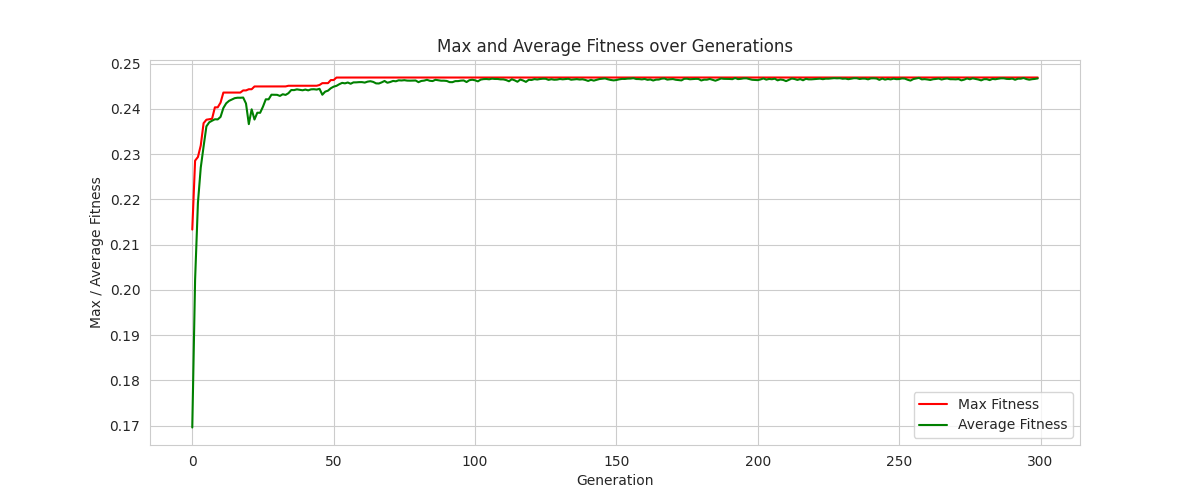 Max and Average Fitness over Generations
Max / Average Fitness
0.25
0.24
0.23
0.22
0.21
0.20
0.19
0.18
0.17
Max Fitness
Average Fitness
0 50 100 150 200 250 300
Generation